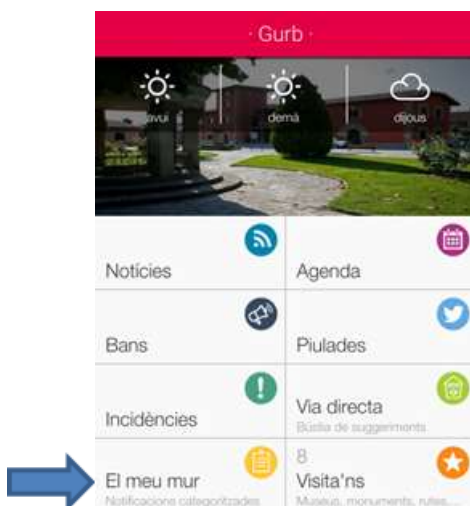 · Gurb ·
avui
demà
dijous
Notícies
Agenda
Bans
Piulades
Incidències
Via directa
Bústia de suggeriments
El meu mur
Notificacions categoritzades
8
Visita'ns
Museus, monuments, rutes,...